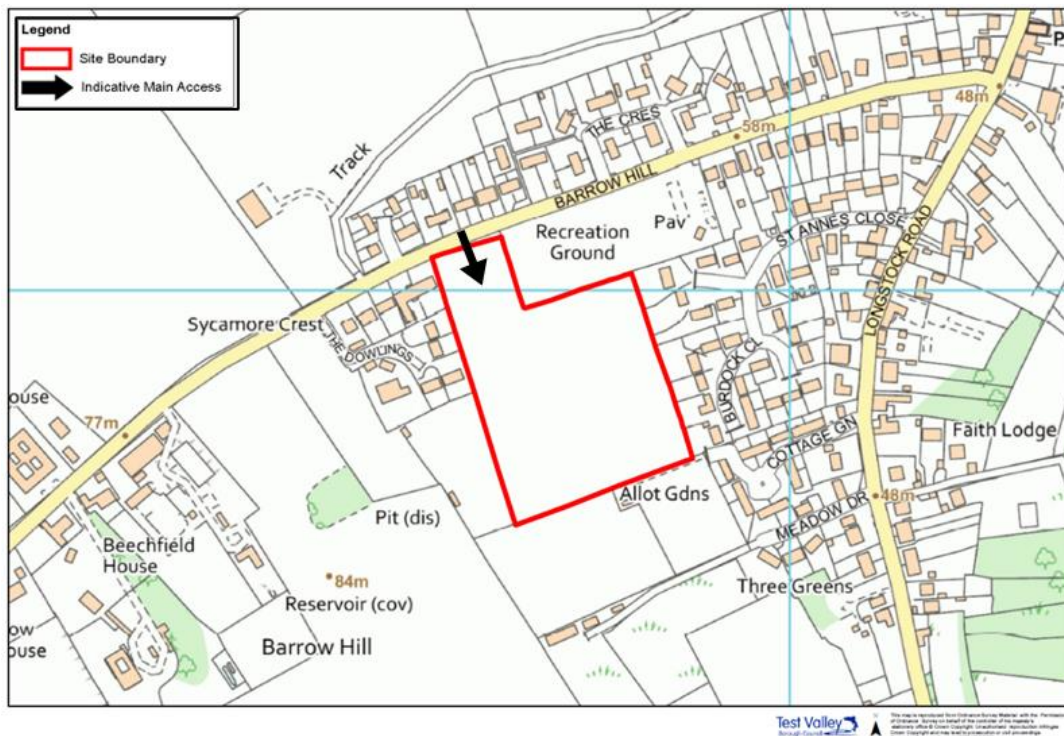 Legend
Site Boundary
Indicative Main Access
Track
THE CRES
58m
48m
BARROW HILL
Recreation
Ground
Pav
ST ANNES CLOSE
LONGSTOCK ROAD
Sycamore Crest
THE DOWLINGS
BURDOCK CL
COTTAGE GN
Faith Lodge
ouse
77m
Allot Gdns
48m
MEADOW DR
Pit (dis)
Beechfield
House
84m
Reservoir (cov)
Three Greens
ow
ouse
Barrow Hill
Test Valley
Borough Council